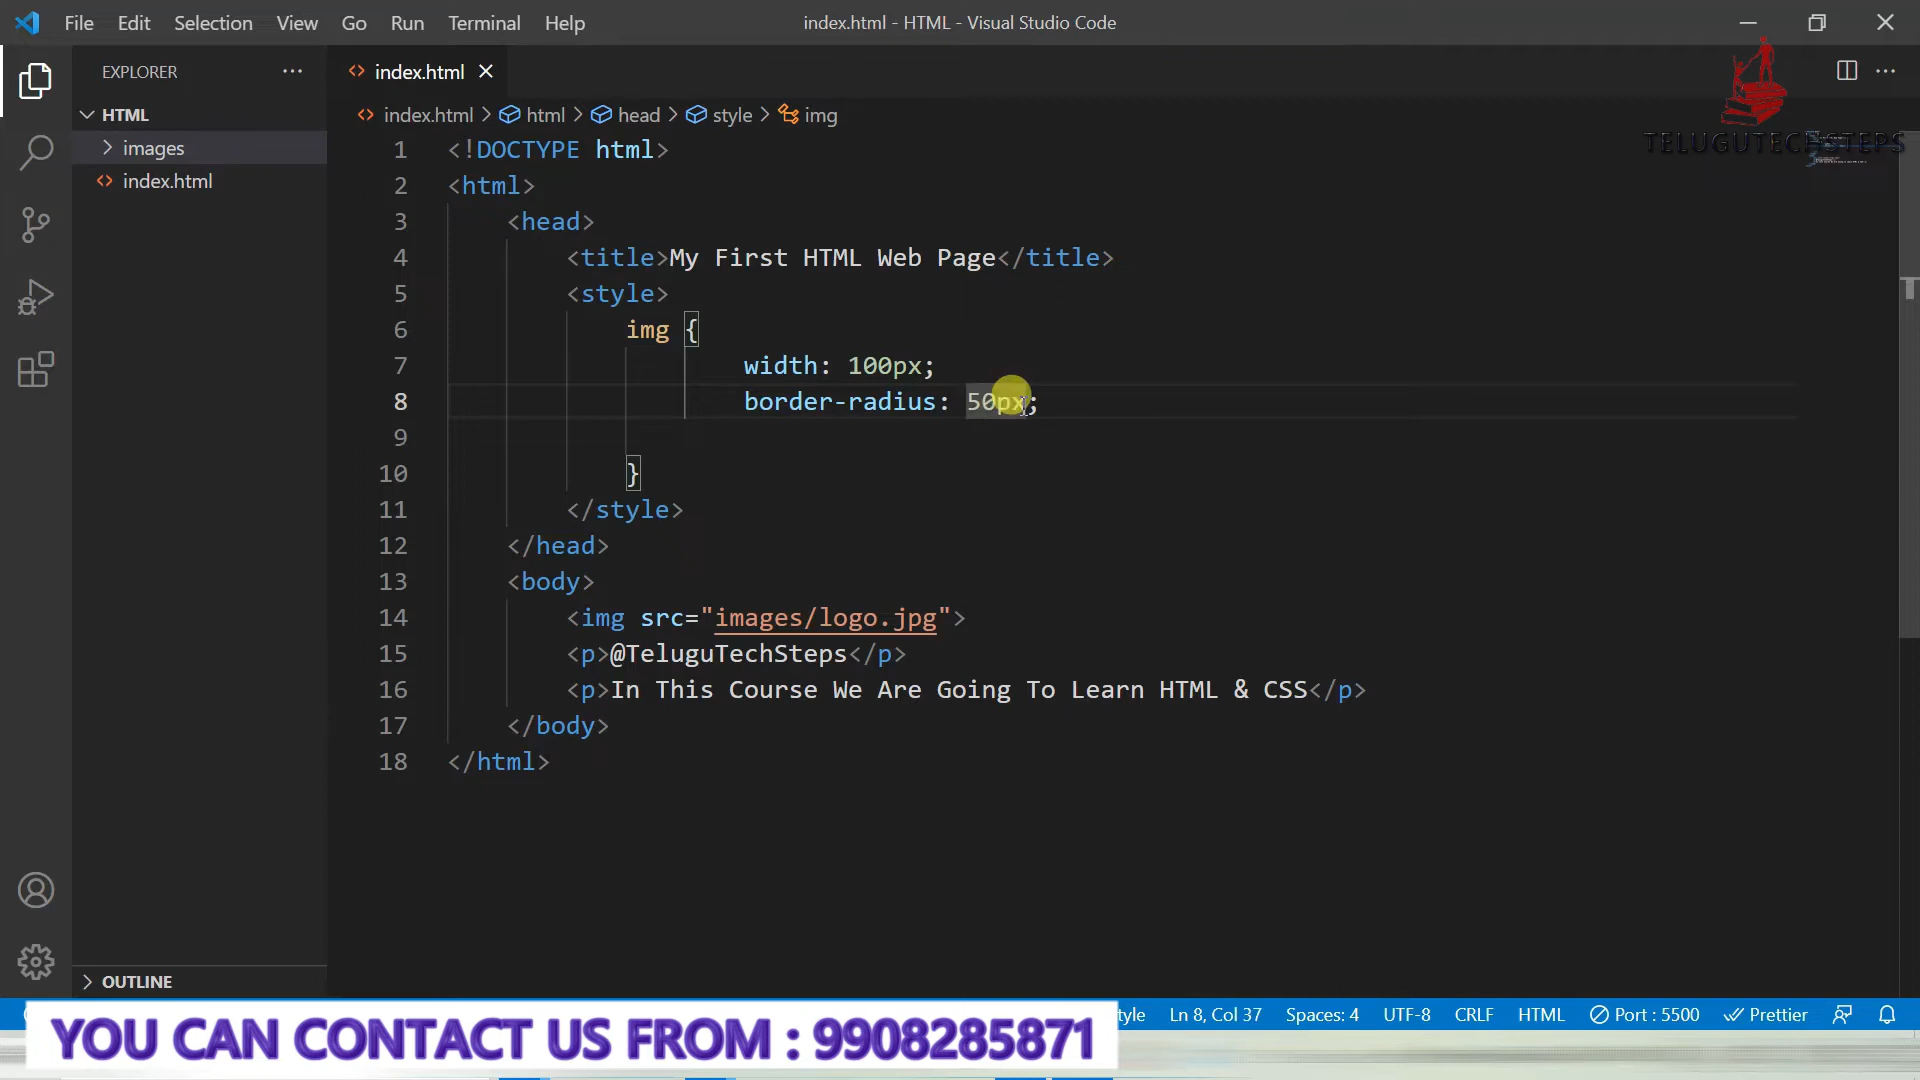 File Edit Selection View Go Run Terminal Help
index.html - HTML - Visual Studio Code
EXPLORER
index.html
HTML
index.html > html > head > style > img
images
index.html
TELUGUTECHSTEPS
1 <!DOCTYPE html>
2 <html>
3 <head>
4 <title>My First HTML Web Page</title>
5 <style>
6 img {
7 width: 100px;
8 border-radius: 50px;
9
10 }
11 </style>
12 </head>
13 <body>
14 <img src="images/logo.jpg">
15 <p>@TeluguTechSteps</p>
16 <p>In This Course We Are Going To Learn HTML & CSS</p>
17 </body>
18 </html>
OUTLINE
Ln 8, Col 37 Spaces: 4 UTF-8 CRLF HTML Port : 5500 Prettier
YOU CAN CONTACT US FROM : 9908285871